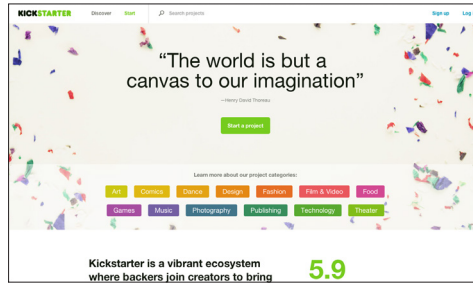 KICKSTARTER Discover Start Search projects Sign up Log
“The world is but a
canvas to our imagination”
—Henry David Thoreau
Start a project
Learn more about our project categories:
Art Comics Dance Design Fashion Film & Video Food
Games Music Photography Publishing Technology Theater
Kickstarter is a vibrant ecosystem
where backers join creators to bring
5.9